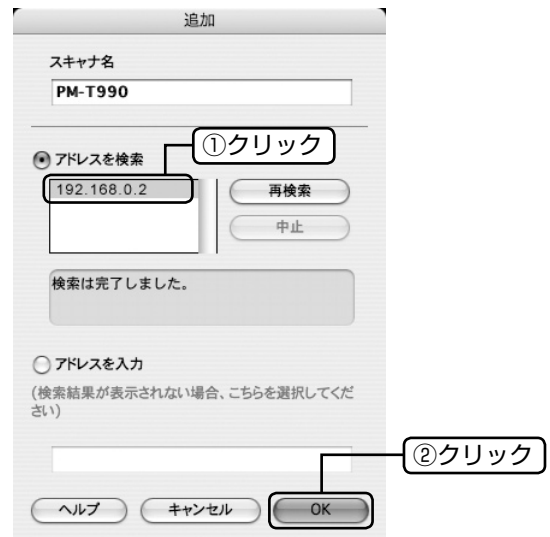 追加
スキャナ名
PM-T990
①クリック
アドレスを検索
192.168.0.2
再検索
中止
検索は完了しました。
アドレスを入力
(検索結果が表示されない場合、こちらを選択してくだ
さい)
②クリック
ヘルプ
キャンセル
OK